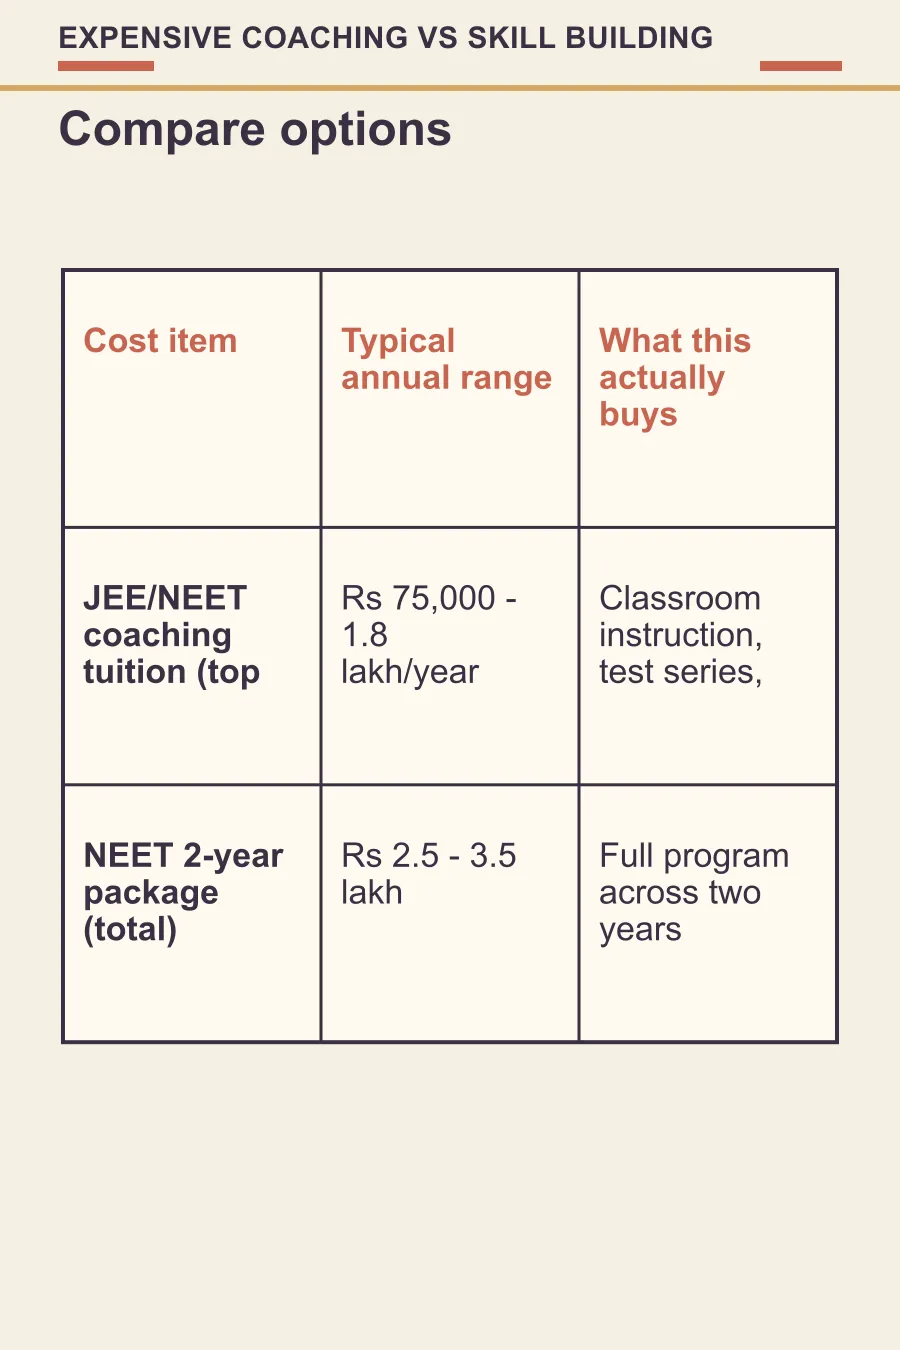 EXPENSIVE COACHING VS SKILL BUILDING
Compare options
Cost item
Typical
annual range
What this
actually
buys
JEE/NEET
coaching
tuition (top
Rs 75,000 -
1.8
lakh/year
Classroom
instruction,
test series,
NEET 2-year
package
(total)
Rs 2.5 - 3.5
lakh
Full program
across two
years